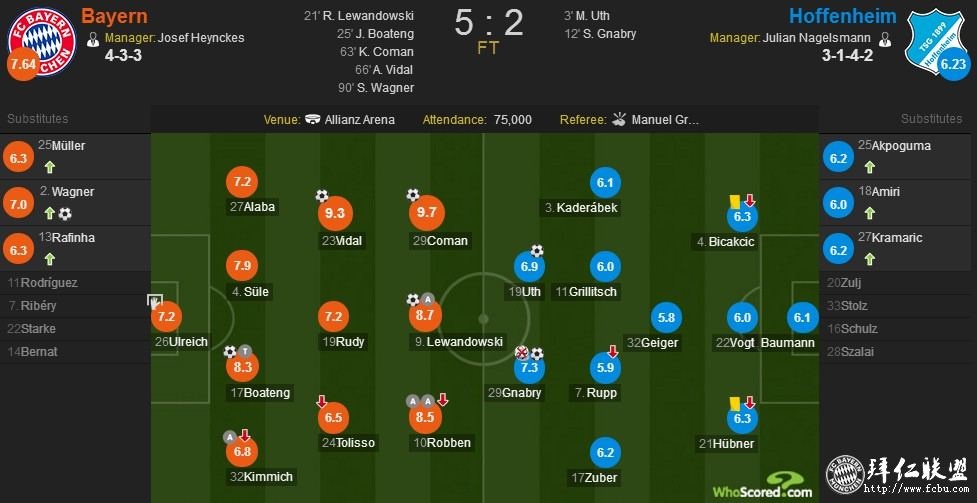 Bayern
Manager: Josef Heynckes
4-3-3
7.64
21' R. Lewandowski
25' J. Boateng
63' K. Coman
66' A. Vidal
90' S. Wagner
5 : 2
FT
3' M. Uth
12' S. Gnabry
Hoffenheim
Manager: Julian Nagelsmann
3-1-4-2
6.23
FC BAYERN MÜNCHEN
TSG 1899 Hoffenheim
Venue: Allianz Arena Attendance: 75,000 Referee: Manuel Gr...
Substitutes
6.3 25 Müller
7.0 2. Wagner
6.3 13 Rafinha
11 Rodríguez
7. Ribéry
22 Starke
14 Bernat
7.2
27 Alaba
9.3
23 Vidal
9.7
29 Coman
7.9
4. Süle
7.2
26 Ulreich
7.2
19 Rudy
A
8.7
9. Lewandowski
T
8.3
17 Boateng
6.5
24 Tolisso
A A
8.5
10 Robben
A
6.8
32 Kimmich
6.1
3. Kaderábek
6.3
4. Bicakcic
6.9
19 Uth
6.0
11 Grillitsch
5.8
32 Geiger
6.0
22 Vogt
6.1
Baumann
7.3
29 Gnabry
5.9
7. Rupp
6.3
21 Hübner
6.2
17 Zuber
WhoScored.com
Substitutes
6.2 25 Akpoguma
6.0 18 Amiri
6.2 27 Kramaric
20 Zulj
33 Stolz
16 Schulz
28 Szalai
FC BAYERN MÜNCHEN
拜仁联盟
http://www.fcbu.com